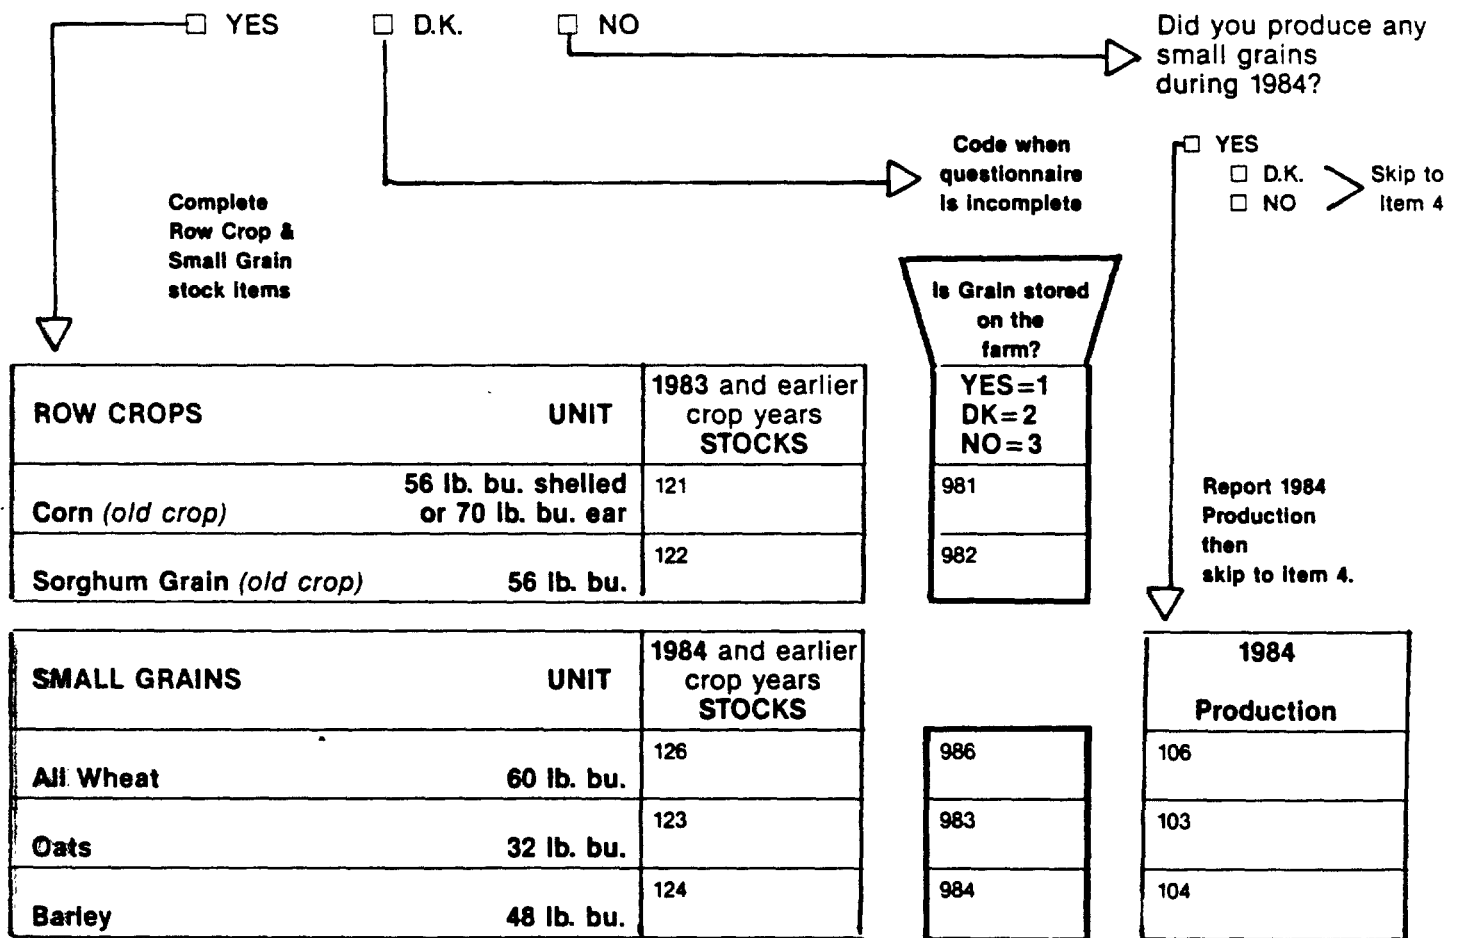 ☐ YES ☐ D.K. ☐ NO
Did you produce any
small grains
during 1984?
☐ YES
☐ D.K.
☐ NO
Skip to
Item 4
Code when
questionnaire
is incomplete
Complete
Row Crop &
Small Grain
stock items
Is Grain stored
on the
farm?
YES=1
DK=2
NO=3
ROW CROPS UNIT
1983 and earlier
crop years
STOCKS
Corn (old crop)
56 lb. bu. shelled
or 70 lb. bu. ear
121
981
Sorghum Grain (old crop) 56 lb. bu.
122
982
Report 1984
Production
then
skip to item 4.
SMALL GRAINS UNIT
1984 and earlier
crop years
STOCKS
1984
Production
All Wheat 60 lb. bu.
126
986
106
Oats 32 lb. bu.
123
983
103
Barley 48 lb. bu.
124
984
104